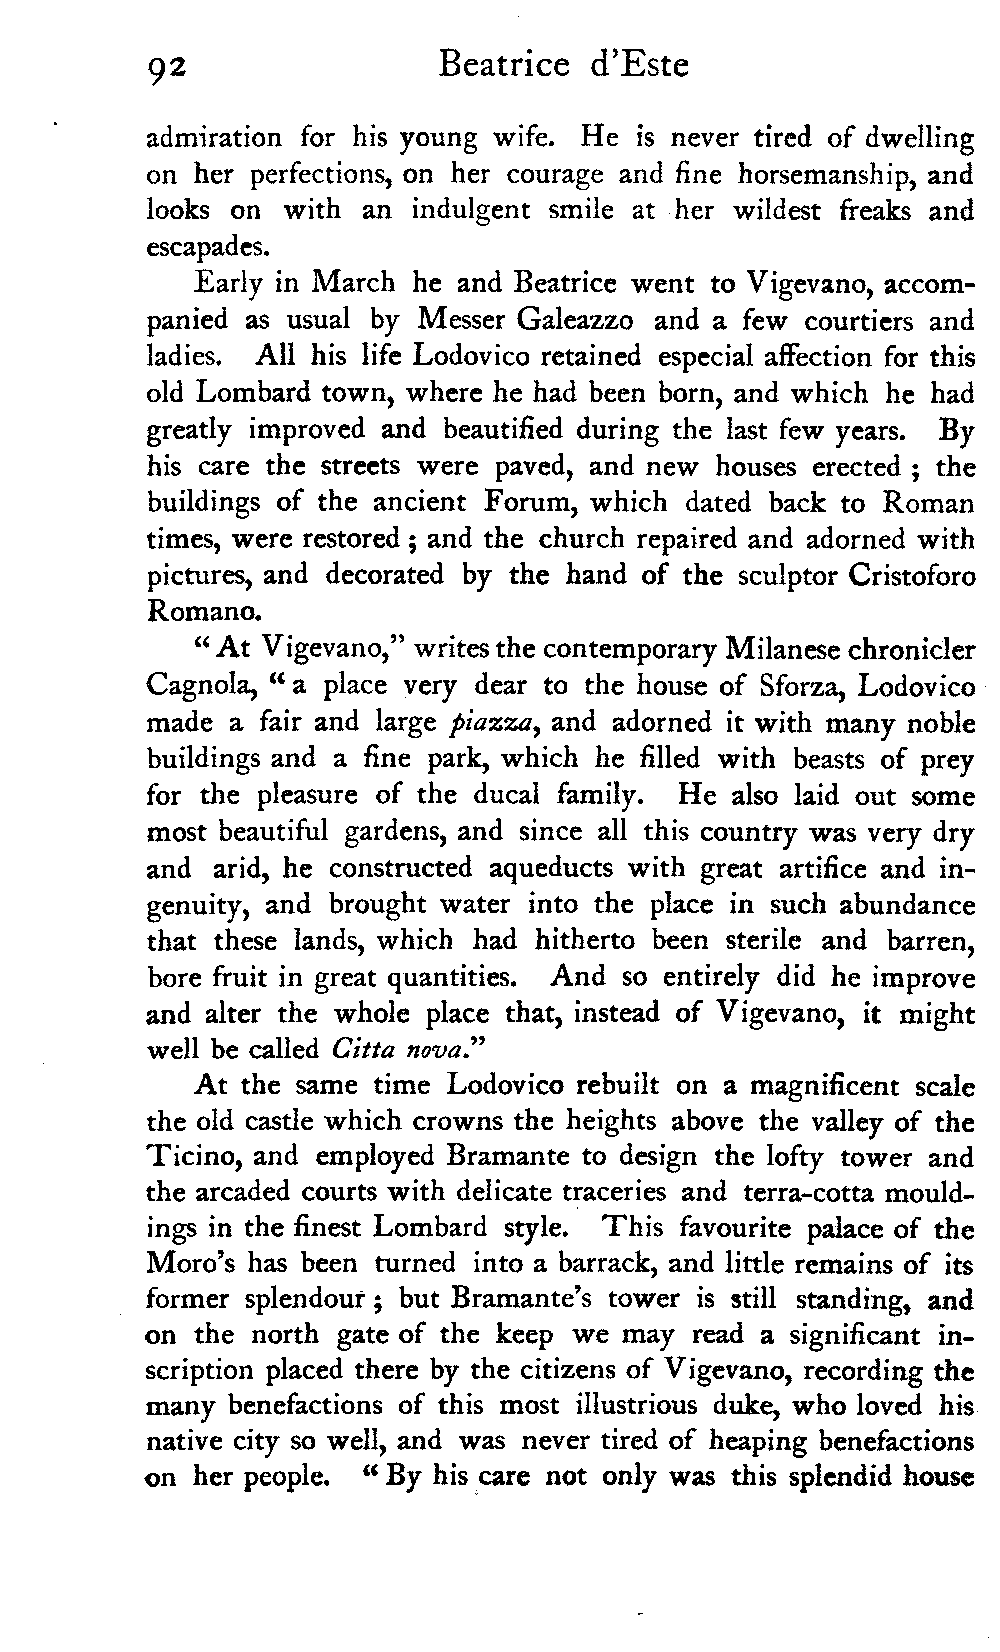 92 Beatrice d'Este
admiration for his young wife. He is never tired of dwelling
on her perfections, on her courage and fine horsemanship, and
looks on with an indulgent smile at her wildest freaks and
escapades.
Early in March he and Beatrice went to Vigevano, accom-
panied as usual by Messer Galeazzo and a few courtiers and
ladies. All his life Lodovico retained especial affection for this
old Lombard town, where he had been born, and which he had
greatly improved and beautified during the last few years. By
his care the streets were paved, and new houses erected ; the
buildings of the ancient Forum, which dated back to Roman
times, were restored ; and the church repaired and adorned with
pictures, and decorated by the hand of the sculptor Cristoforo
Romano.
" At Vigevano," writes the contemporary Milanese chronicler
Cagnola, " a place very dear to the house of Sforza, Lodovico
made a fair and large piazza, and adorned it with many noble
buildings and a fine park, which he filled with beasts of prey
for the pleasure of the ducal family. He also laid out some
most beautiful gardens, and since all this country was very dry
and arid, he constructed aqueducts with great artifice and in-
genuity, and brought water into the place in such abundance
that these lands, which had hitherto been sterile and barren,
bore fruit in great quantities. And so entirely did he improve
and alter the whole place that, instead of Vigevano, it might
well be called Citta nova."
At the same time Lodovico rebuilt on a magnificent scale
the old castle which crowns the heights above the valley of the
Ticino, and employed Bramante to design the lofty tower and
the arcaded courts with delicate traceries and terra-cotta mould-
ings in the finest Lombard style. This favourite palace of the
Moro's has been turned into a barrack, and little remains of its
former splendour ; but Bramante's tower is still standing, and
on the north gate of the keep we may read a significant in-
scription placed there by the citizens of Vigevano, recording the
many benefactions of this most illustrious duke, who loved his
native city so well, and was never tired of heaping benefactions
on her people. " By his care not only was this splendid house